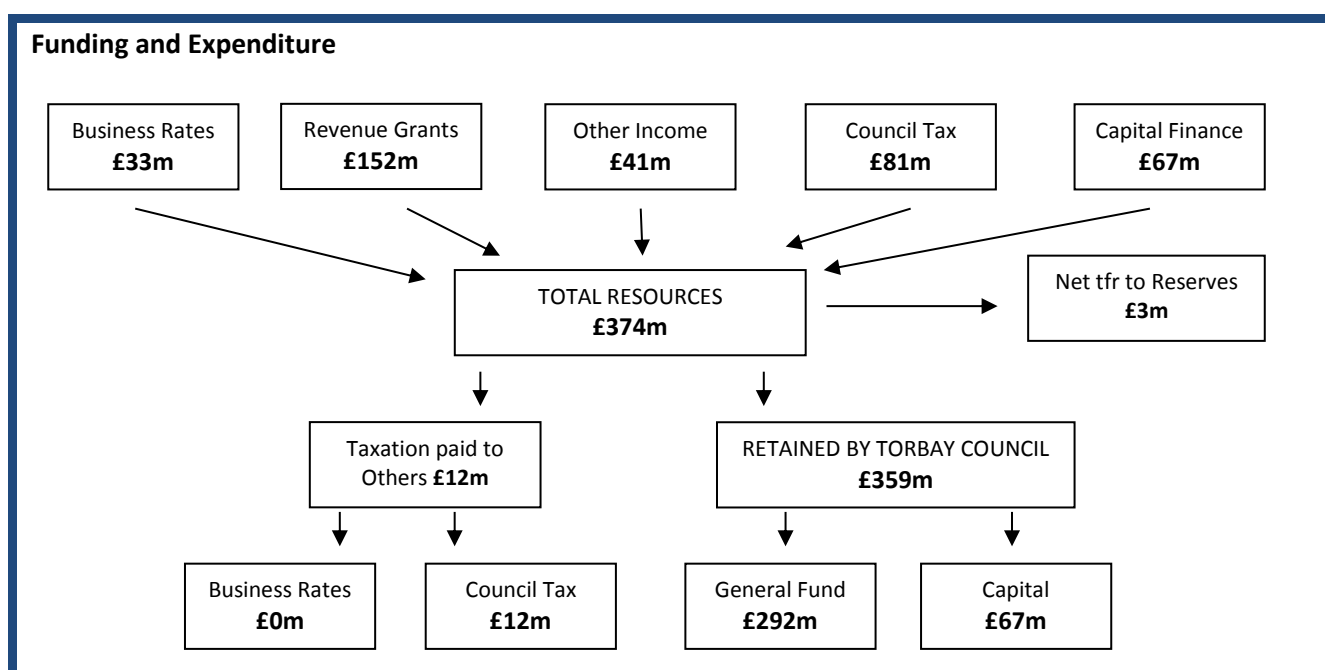 Funding and Expenditure
Business Rates
£33m
Revenue Grants
£152m
Other Income
£41m
Council Tax
£81m
Capital Finance
£67m
TOTAL RESOURCES
£374m
Net tfr to Reserves
£3m
Taxation paid to
Others £12m
RETAINED BY TORBAY COUNCIL
£359m
Business Rates
£0m
Council Tax
£12m
General Fund
£292m
Capital
£67m